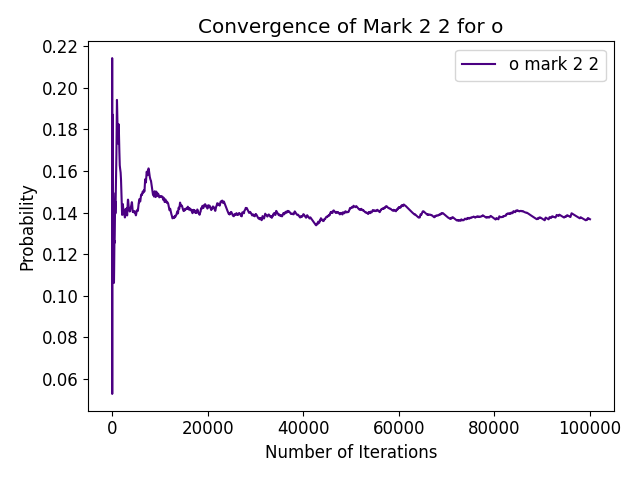 Convergence of Mark 2 2 for o
o mark 2 2
0.22
0.20
0.18
0.16
0.14
0.12
0.10
0.08
0.06
Probability
0 20000 40000 60000 80000 100000
Number of Iterations